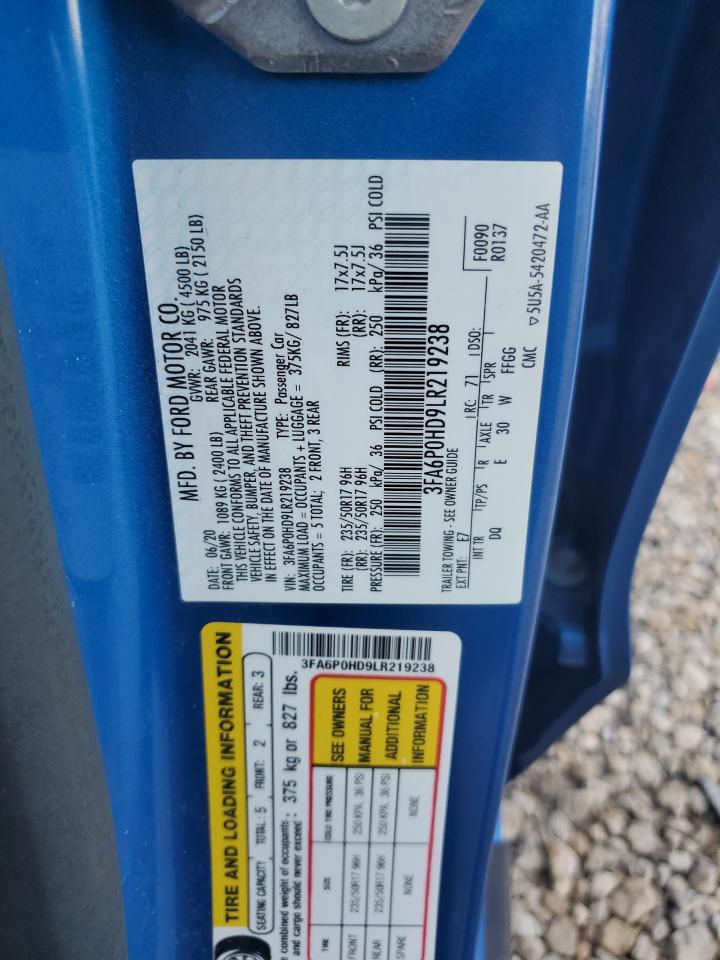 MFD. BY FORD MOTOR CO.
DATE: 06/20 GVWR: 2041 KG ( 4500 LB)
FRONT GAWR: 1089 KG ( 2400 LB) REAR GAWR: 975 KG ( 2150 LB)
THIS VEHICLE CONFORMS TO ALL APPLICABLE FEDERAL MOTOR
VEHICLE SAFETY, BUMPER, AND THEFT PREVENTION STANDARDS
IN EFFECT ON THE DATE OF MANUFACTURE SHOWN ABOVE.
VIN: 3FA6P0HD9LR219238 TYPE: Passenger Car
MAXIMUM LOAD = OCCUPANTS + LUGGAGE = 375KG/ 827LB
OCCUPANTS = 5 TOTAL; 2 FRONT, 3 REAR
TIRE (FR): 235/50R17 96H RIMS (FR): 17x7.5J
(RR): 235/50R17 96H (RR): 17x7.5J
PRESSURE (FR): 250 kPa/ 36 PSI COLD (RR): 250 kPa/ 36 PSI COLD
3FA6P0HD9LR219238
TRAILER TOWING - SEE OWNER GUIDE
F0090
R0137
EXT PNT: E7 RC: 71 DSO:
INT TR TP/PS R AXLE TR SPR
DQ E 30 W FFGG
CMC ▽5U5A-5420472-AA
TIRE AND LOADING INFORMATION
SEATING CAPACITY TOTAL: 5 FRONT: 2 REAR: 3
combined weight of occupants
and cargo should never exceed : 375 kg or 827 lbs.
3FA6P0HD9LR219238
TIRE SIZE COLD TIRE PRESSURE
FRONT 235/50R17 96H 250 KPA, 36 PSI
REAR 235/50R17 96H 250 KPA, 36 PSI
SPARE NONE NONE
SEE OWNERS
MANUAL FOR
ADDITIONAL
INFORMATION